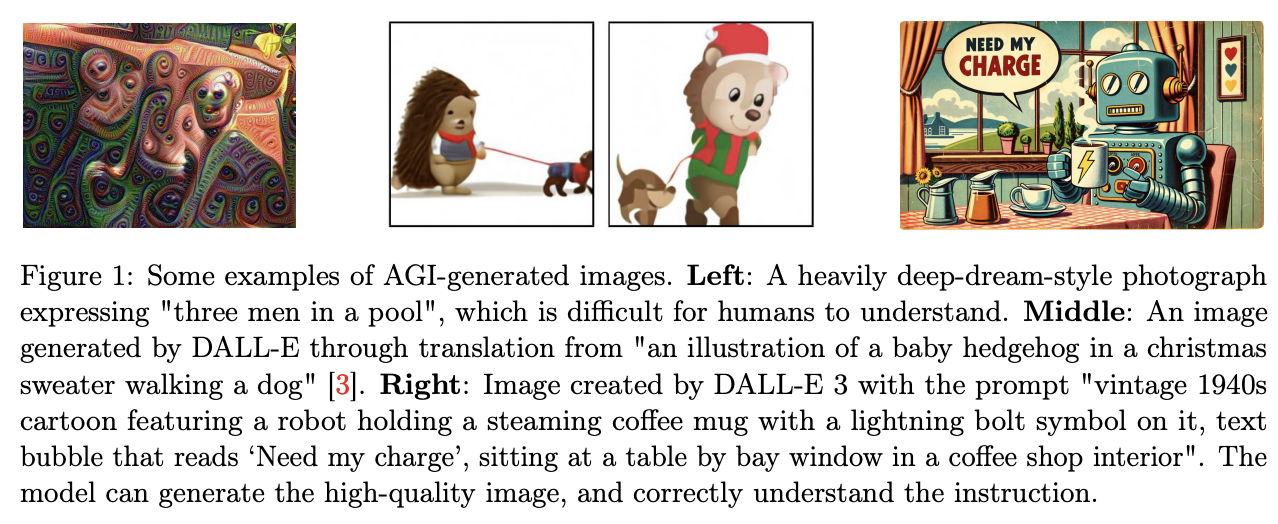 NEED MY
CHARGE
Figure 1: Some examples of AGI-generated images. Left: A heavily deep-dream-style photograph
expressing "three men in a pool", which is difficult for humans to understand. Middle: An image
generated by DALL-E through translation from "an illustration of a baby hedgehog in a christmas
sweater walking a dog" [3]. Right: Image created by DALL-E 3 with the prompt "vintage 1940s
cartoon featuring a robot holding a steaming coffee mug with a lightning bolt symbol on it, text
bubble that reads ‘Need my charge’, sitting at a table by bay window in a coffee shop interior". The
model can generate the high-quality image, and correctly understand the instruction.